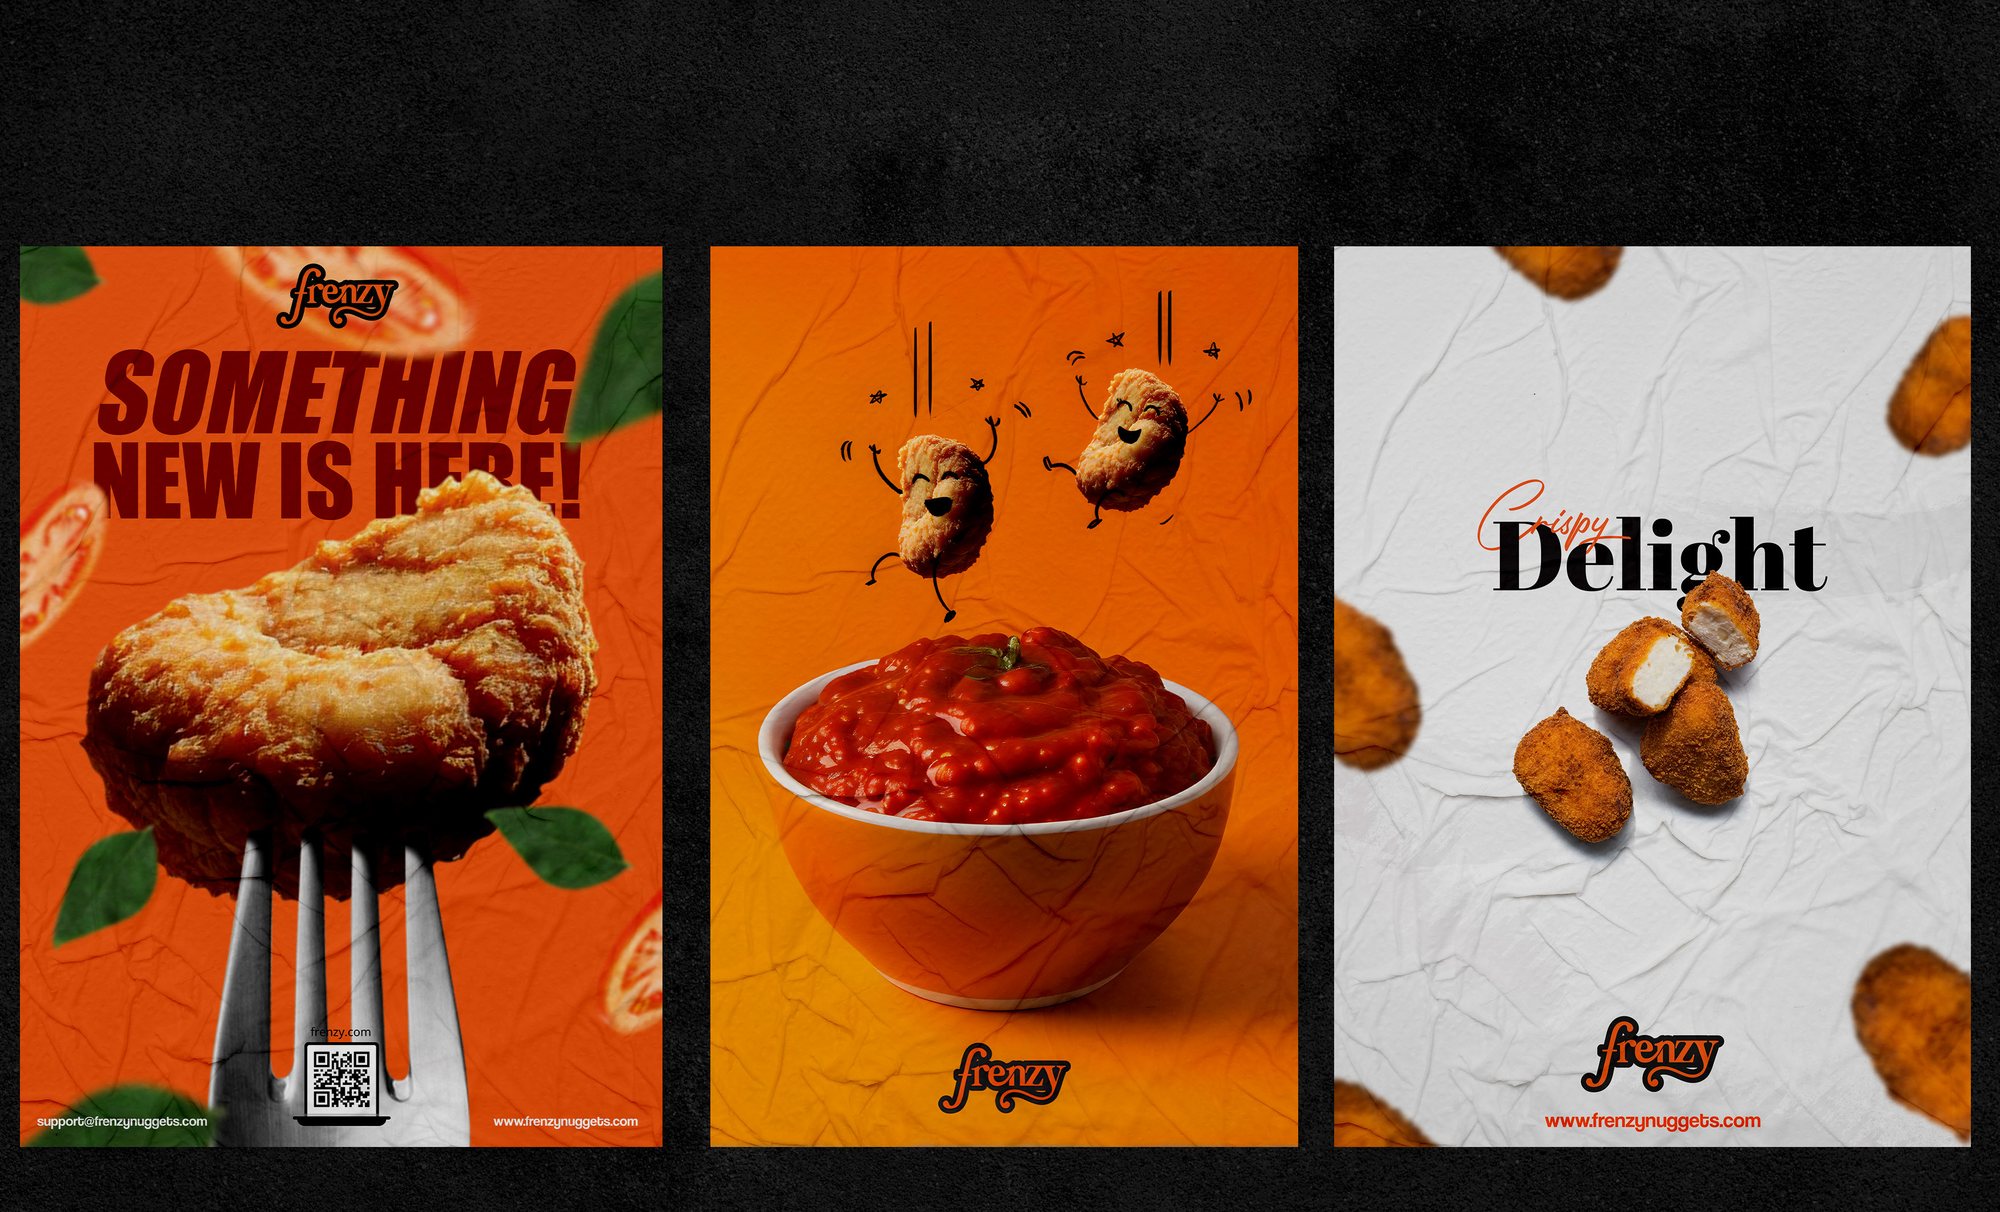 frenzy
SOMETHING
NEW IS HERE!
frenzy.com
support@frenzynuggets.com
www.frenzynuggets.com
frenzy
Crispy
Delight
frenzy
www.frenzynuggets.com